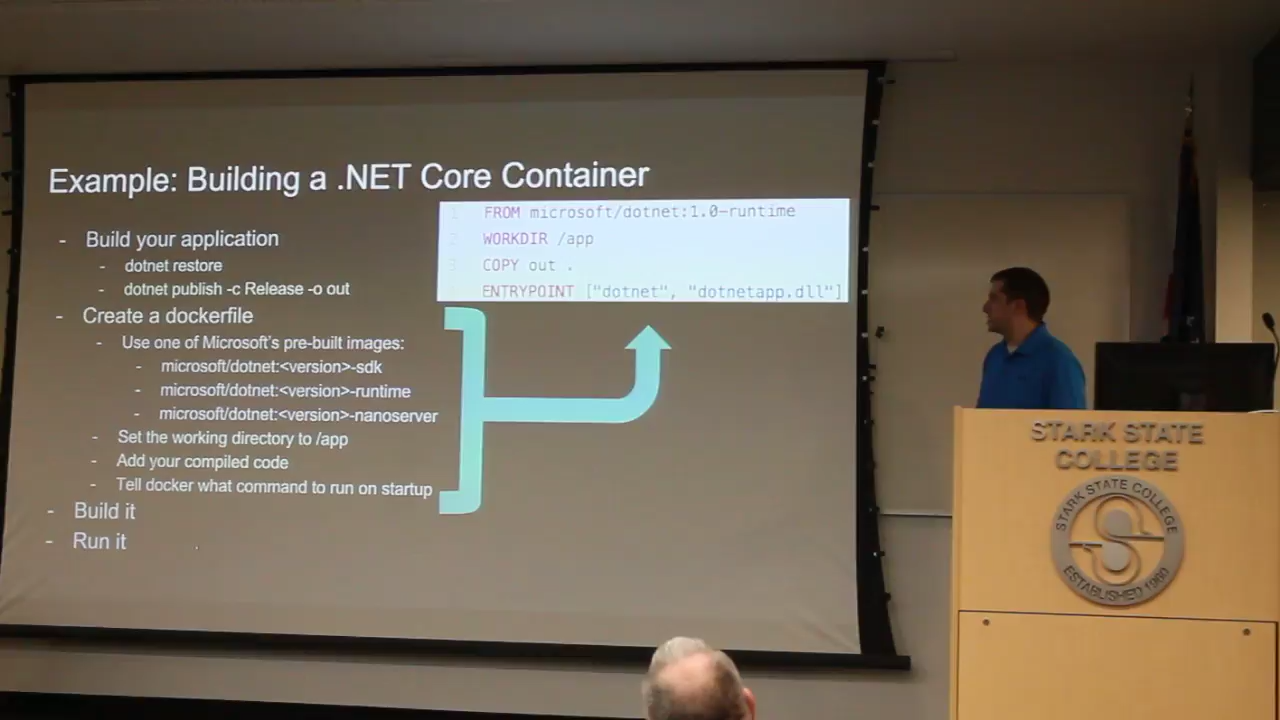 Example: Building a .NET Core Container
- Build your application
- dotnet restore
- dotnet publish -c Release -o out
- Create a dockerfile
- Use one of Microsoft's pre-built images:
- microsoft/dotnet:<version>-sdk
- microsoft/dotnet:<version>-runtime
- microsoft/dotnet:<version>-nanoserver
- Set the working directory to /app
- Add your compiled code
- Tell docker what command to run on startup
- Build it
- Run it
1 FROM microsoft/dotnet:1.0-runtime
2 WORKDIR /app
3 COPY out .
ENTRYPOINT ["dotnet", "dotnetapp.dll"]
STARK STATE
COLLEGE
STARK STATE COLLEGE
ESTABLISHED 1960